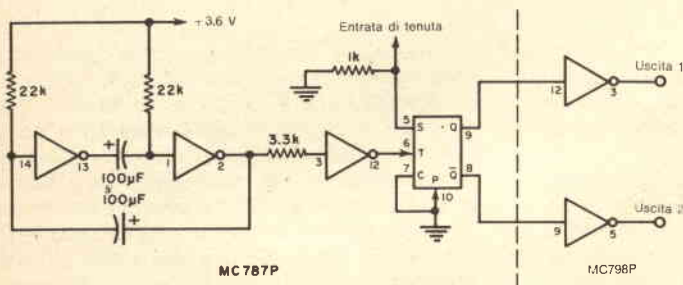 + 3,6 V
Entrata di tenuta
1k
22k
22k
Uscita 1
12
3
5
S
Q
9
3.3k
6
T
14
13
+
1
2
3
12
7
C
Q̅
8
P
10
100µF
100µF
+
Uscita 2
9
5
MC787P
MC798P